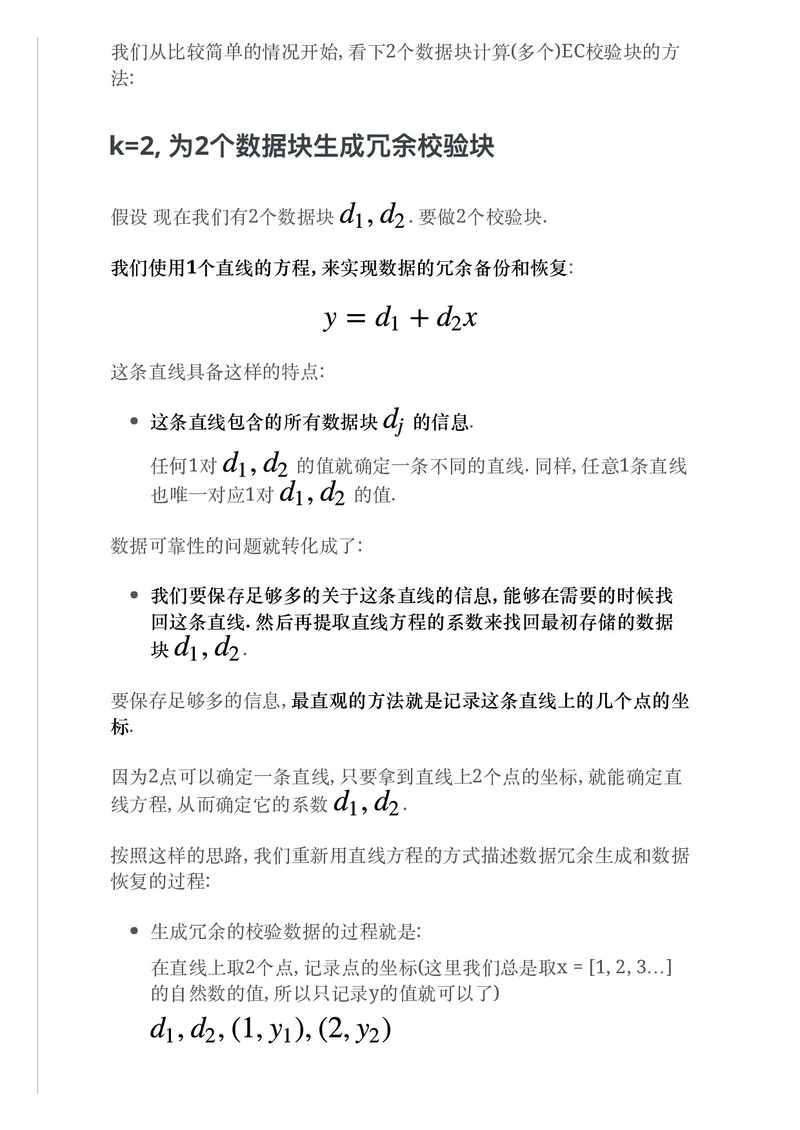 我们从比较简单的情况开始, 看下2个数据块计算(多个)EC校验块的方
法:
k=2, 为2个数据块生成冗余校验块
假设 现在我们有2个数据块 d₁, d₂ . 要做2个校验块.
我们使用1个直线的方程, 来实现数据的冗余备份和恢复:
y = d₁ + d₂x
这条直线具备这样的特点:
• 这条直线包含的所有数据块 dⱼ 的信息.
任何1对 d₁, d₂ 的值就确定一条不同的直线. 同样, 任意1条直线
也唯一对应1对 d₁, d₂ 的值.
数据可靠性的问题就转化成了:
• 我们要保存足够多的关于这条直线的信息, 能够在需要的时候找
回这条直线. 然后再提取直线方程的系数来找回最初存储的数据
块 d₁, d₂ .
要保存足够多的信息, 最直观的方法就是记录这条直线上的几个点的坐
标.
因为2点可以确定一条直线, 只要拿到直线上2个点的坐标, 就能确定直
线方程, 从而确定它的系数 d₁, d₂ .
按照这样的思路, 我们重新用直线方程的方式描述数据冗余生成和数据
恢复的过程:
• 生成冗余的校验数据的过程就是:
在直线上取2个点, 记录点的坐标(这里我们总是取x = [1, 2, 3…]
的自然数的值, 所以只记录y的值就可以了)
d₁, d₂, (1, y₁), (2, y₂)